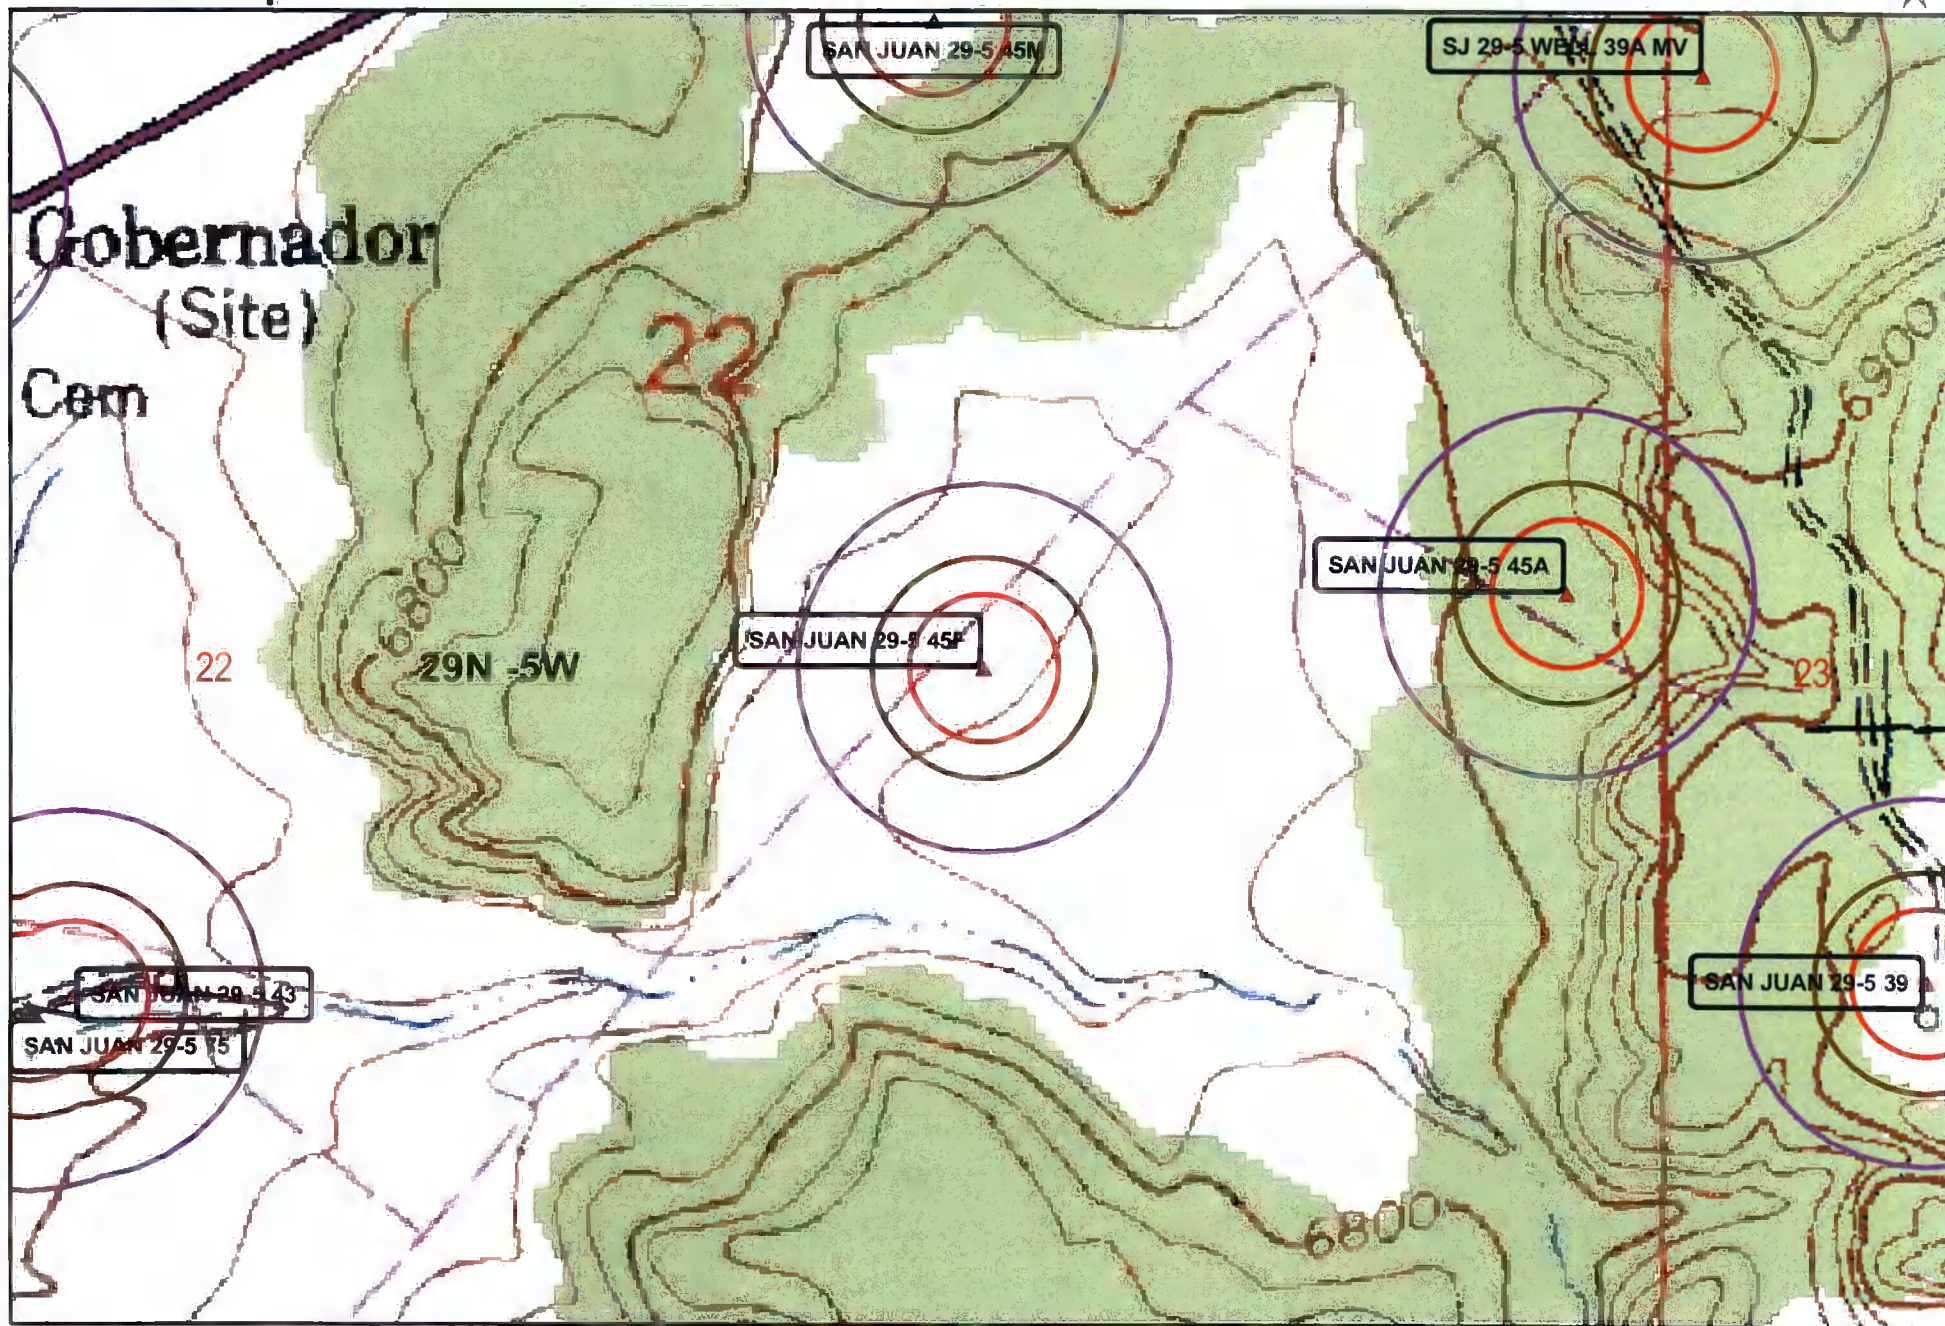 SAN JUAN 29-5 45M
SJ 29-5 WELL 39A MV
Gobernador
(Site)
22
6900
Cem
SAN JUAN 29-5 45A
6800
SAN JUAN 29-5 45F
22
29N -5W
23
SAN JUAN 29-5 39
SAN JUAN 29-5 43
SAN JUAN 29-5 75
6800